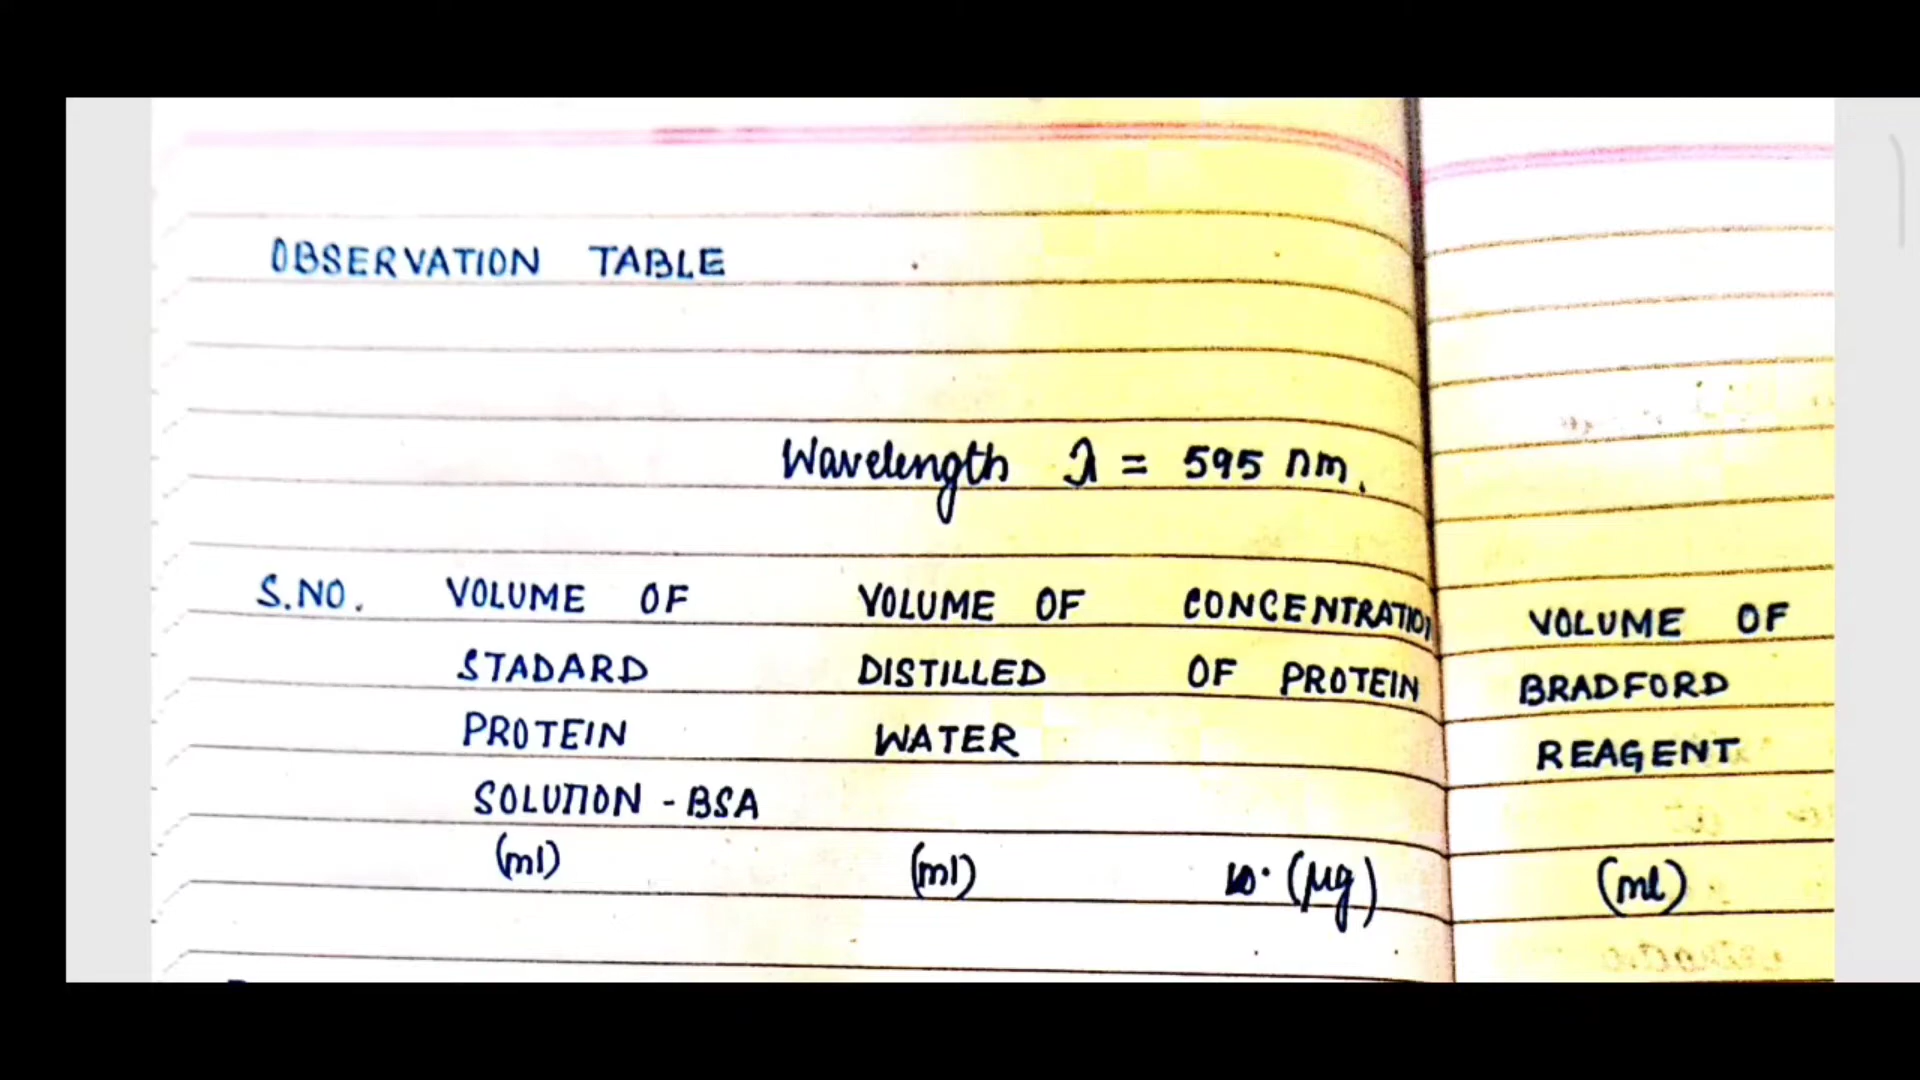 OBSERVATION TABLE
Wavelength λ = 595 nm.
S.NO. VOLUME OF VOLUME OF CONCENTRATION VOLUME OF
STADARD DISTILLED OF PROTEIN BRADFORD
PROTEIN WATER REAGENT
SOLUTION - BSA
(ml) (ml) (μg) (ml)